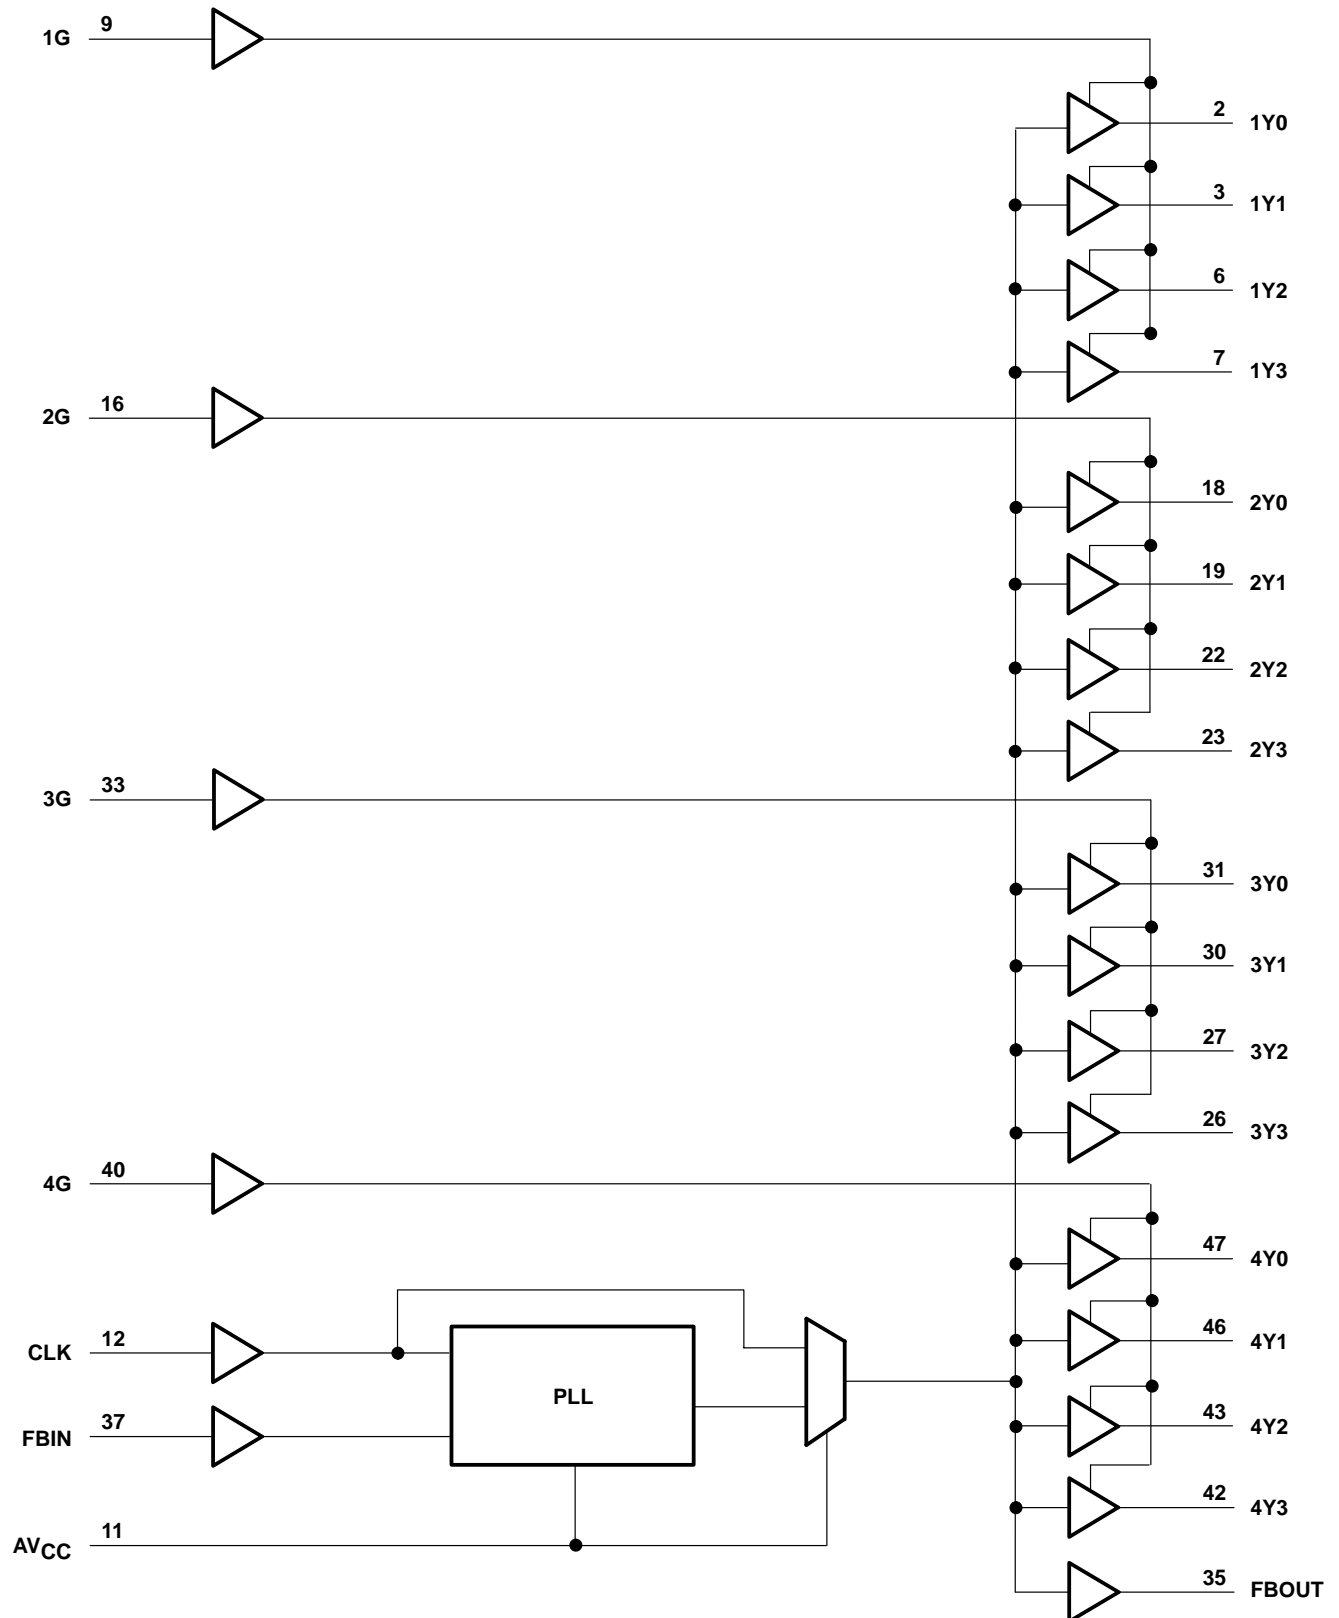 1G 9
2 1Y0
3 1Y1
6 1Y2
7 1Y3
2G 16
18 2Y0
19 2Y1
22 2Y2
23 2Y3
3G 33
31 3Y0
30 3Y1
27 3Y2
26 3Y3
4G 40
47 4Y0
CLK 12
46 4Y1
PLL
FBIN 37
43 4Y2
42 4Y3
AVCC 11
35 FBOUT